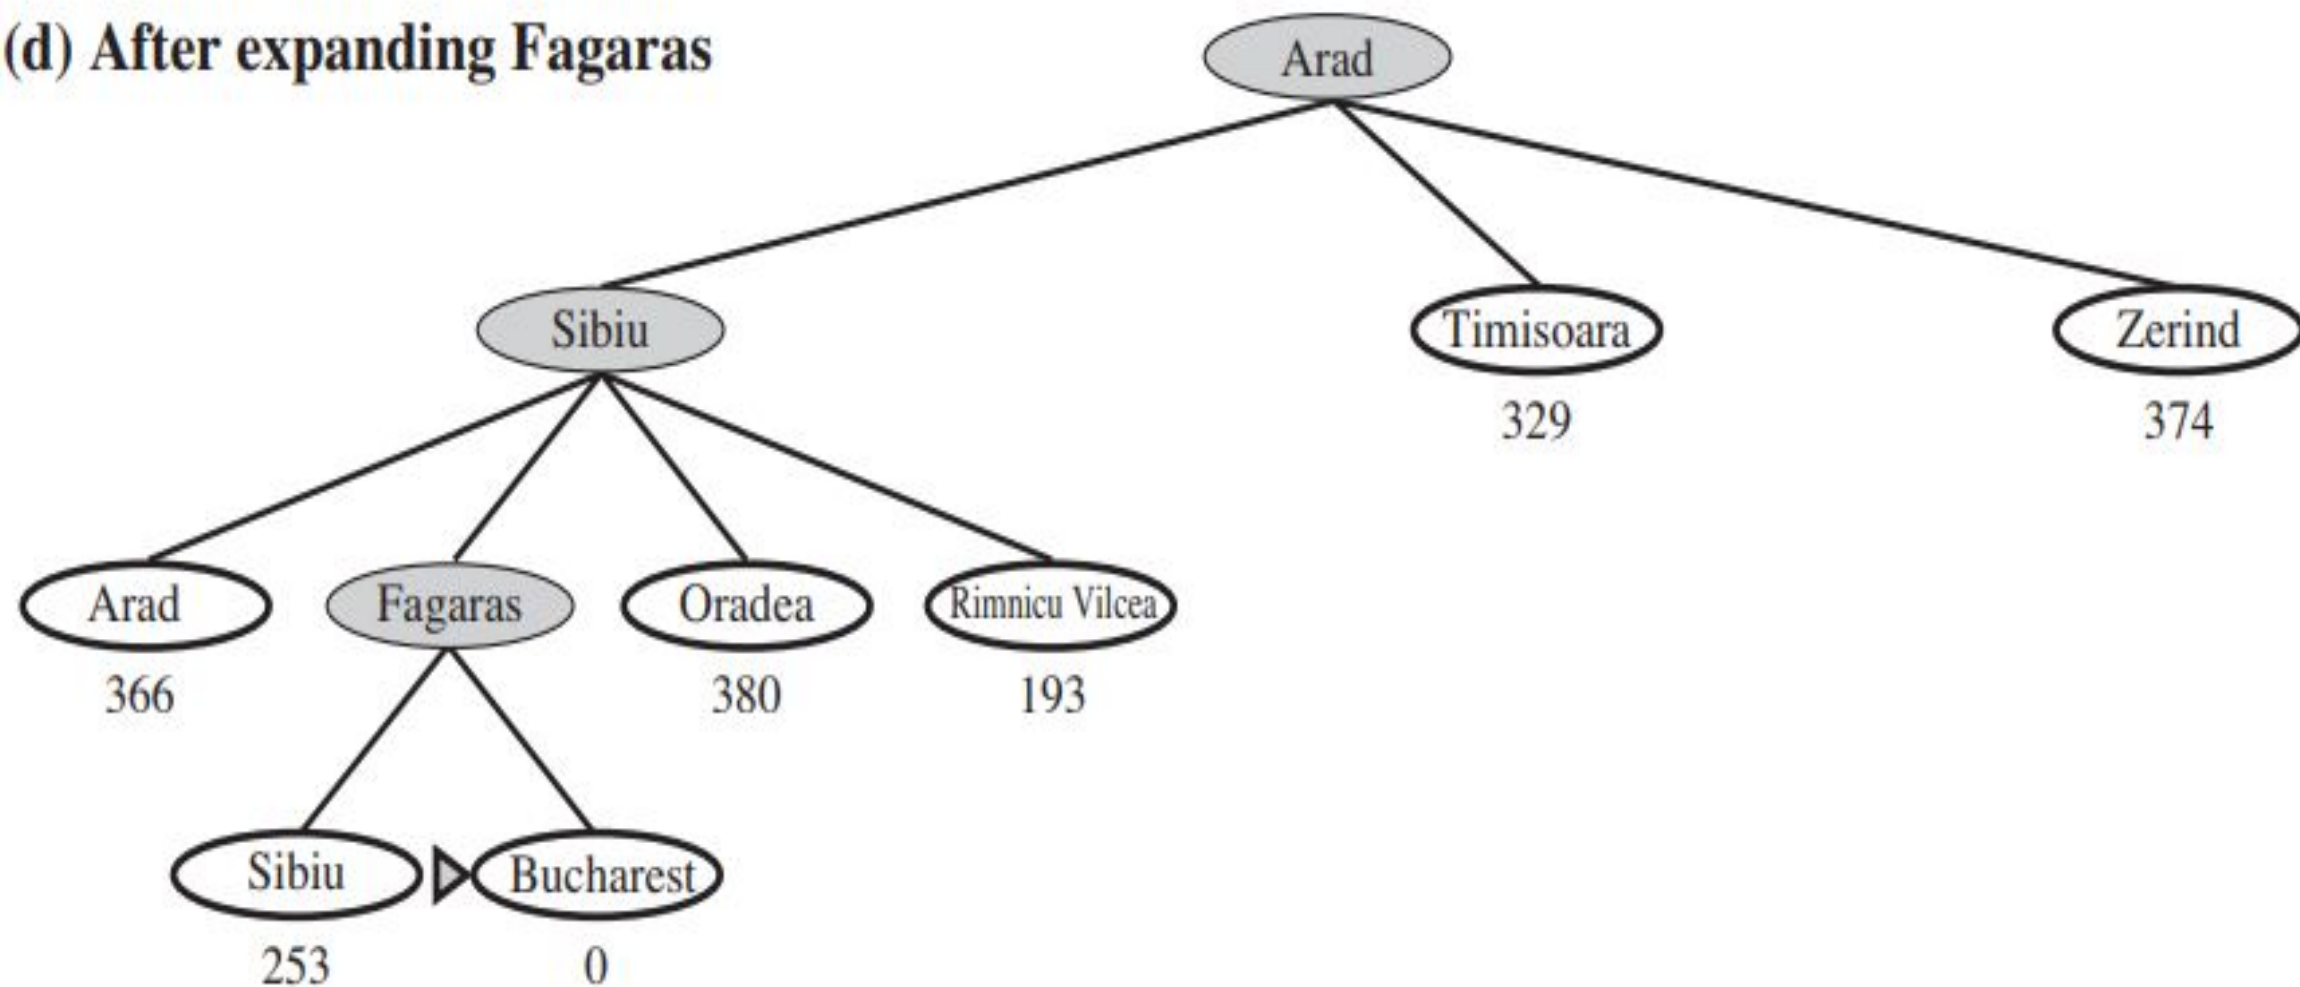 (d) After expanding Fagaras
Arad
Sibiu
Timisoara
Zerind
329
374
Arad
Fagaras
Oradea
Rimnicu Vilcea
366
380
193
Sibiu
Bucharest
253
0